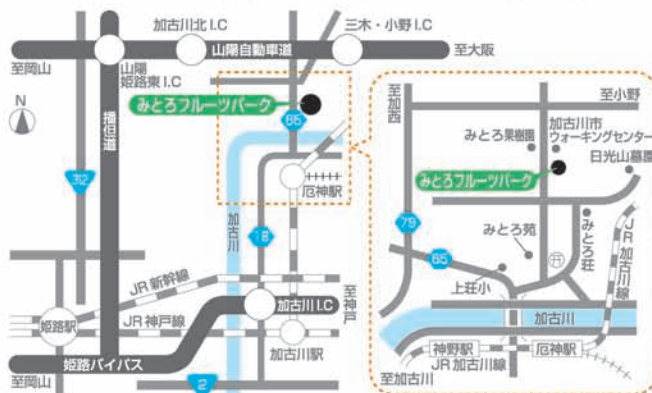 加古川北I.C
三木・小野I.C
山陽自動車道
至岡山
至大阪
山陽
姫路東I.C
N
播但道
みとろフルーツパーク
65
厄神駅
312
加古川
18
JR新幹線
至神戸
加古川I.C
姫路駅
JR神戸線
加古川駅
姫路バイパス
至岡山
2
至加西
至小野
みとろ果樹園
加古川市
ウォーキングセンター
日光山墓園
みとろフルーツパーク
79
65
みとろ苑
みとろ荘
JR加古川線
上荘小
加古川
神野駅
厄神駅
JR加古川線
至加古川